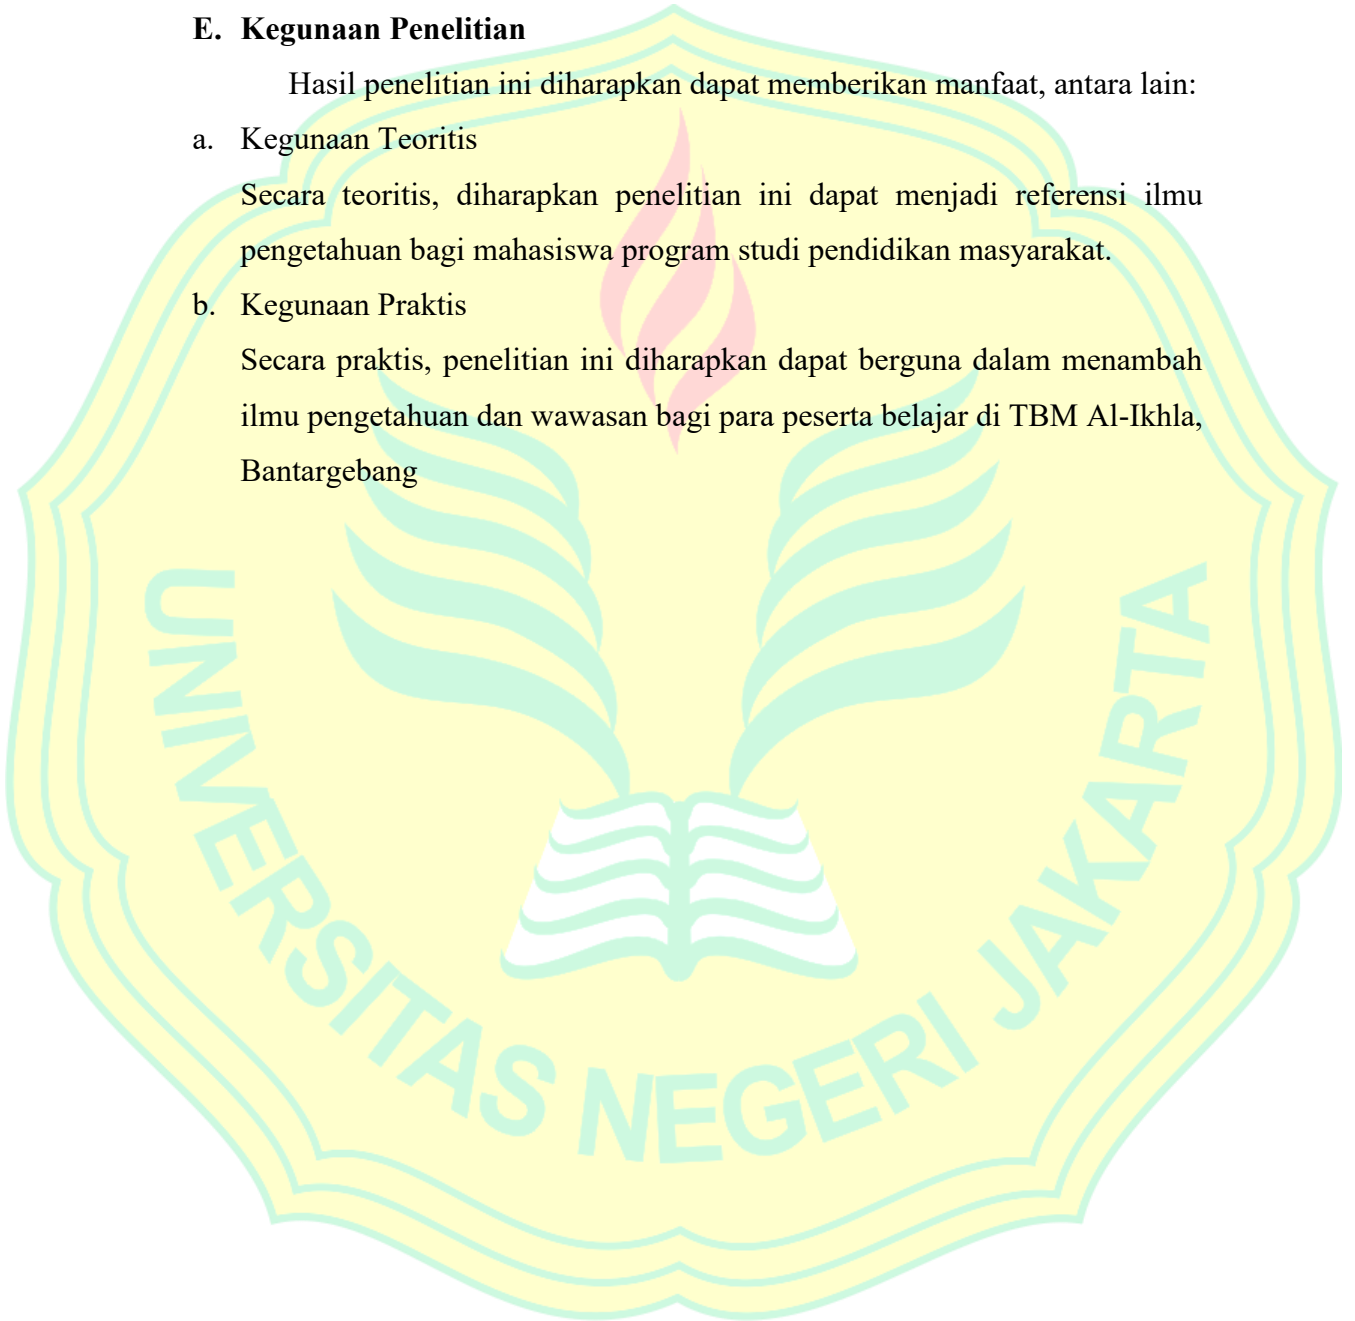 E. Kegunaan Penelitian
Hasil penelitian ini diharapkan dapat memberikan manfaat, antara lain:
a. Kegunaan Teoritis
Secara teoritis, diharapkan penelitian ini dapat menjadi referensi ilmu
pengetahuan bagi mahasiswa program studi pendidikan masyarakat.
b. Kegunaan Praktis
Secara praktis, penelitian ini diharapkan dapat berguna dalam menambah
ilmu pengetahuan dan wawasan bagi para peserta belajar di TBM Al-Ikhla,
Bantargebang
UNIVERSITAS NEGERI JAKARTA